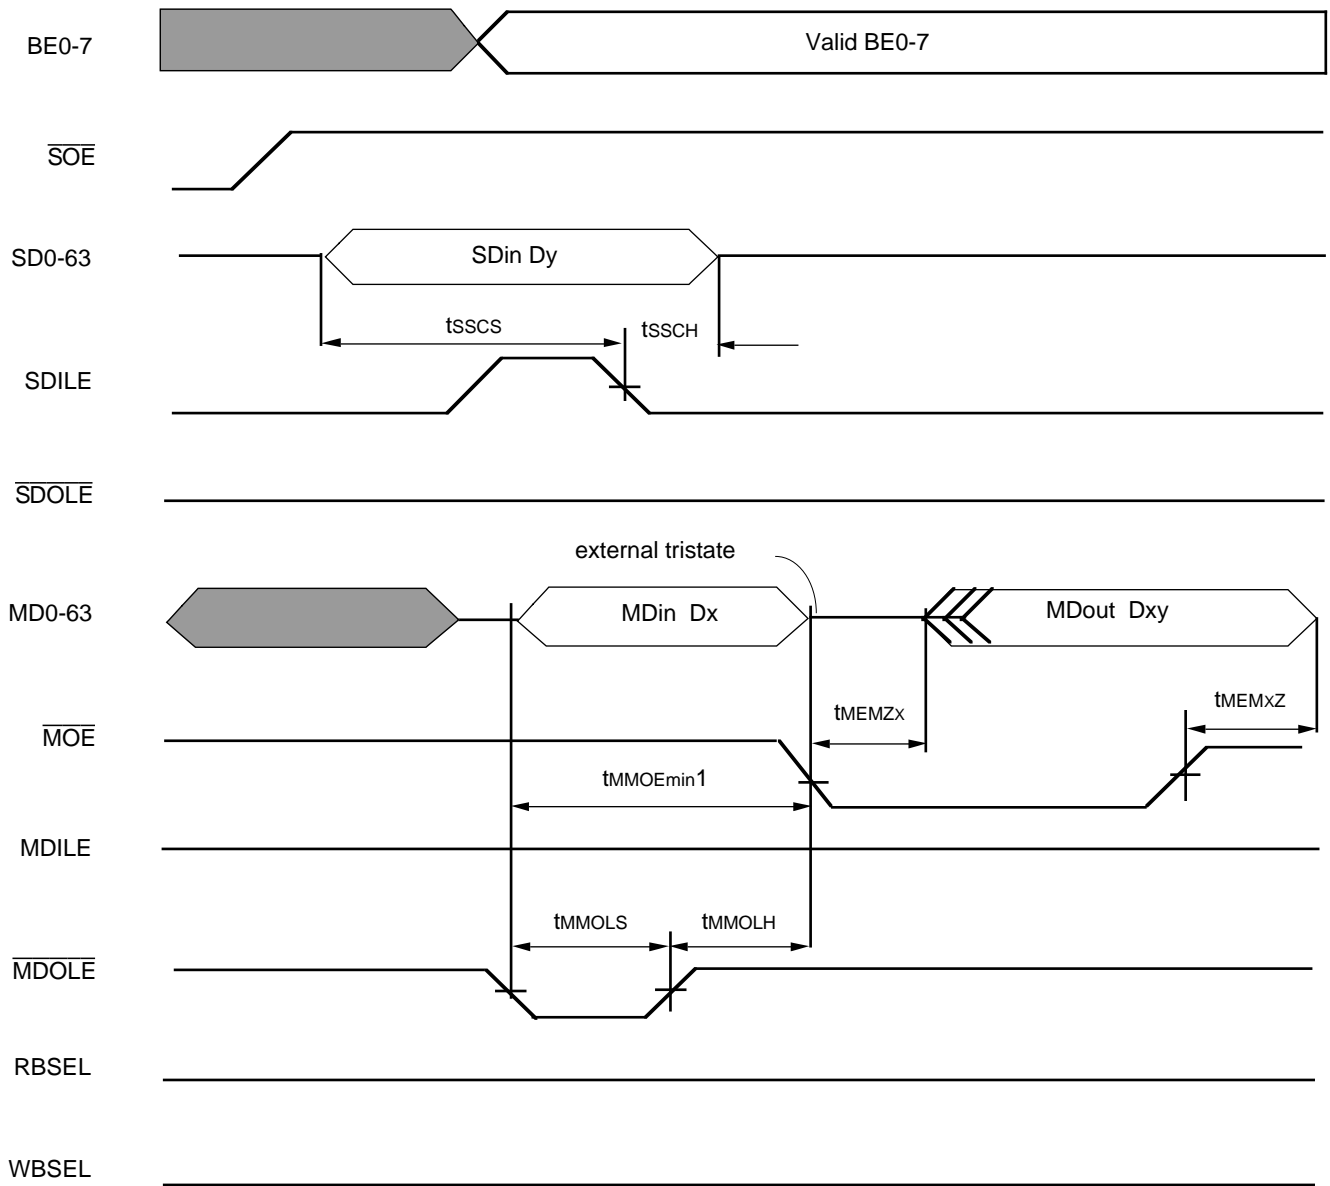 BE0-7
Valid BE0-7
SOE
SD0-63
SDin Dy
tSSCS
tSSCH
SDILE
SDOLE
external tristate
MD0-63
MDin Dx
MDout Dxy
tMEMZX
tMEMXZ
MOE
tMMOEmin1
MDILE
tMMOLS
tMMOLH
MDOLE
RBSEL
WBSEL